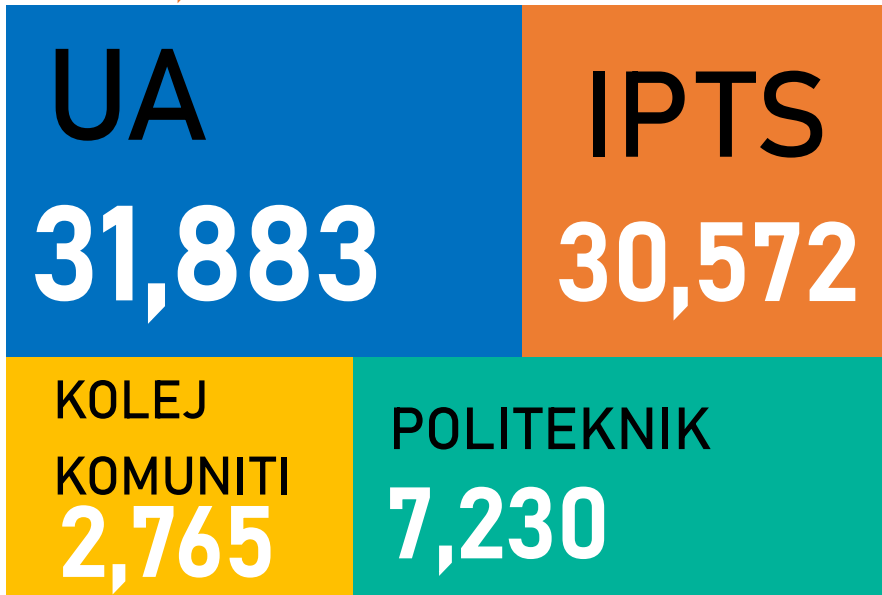 UA
31,883
IPTS
30,572
KOLEJ
KOMUNITI
2,765
POLITEKNIK
7,230